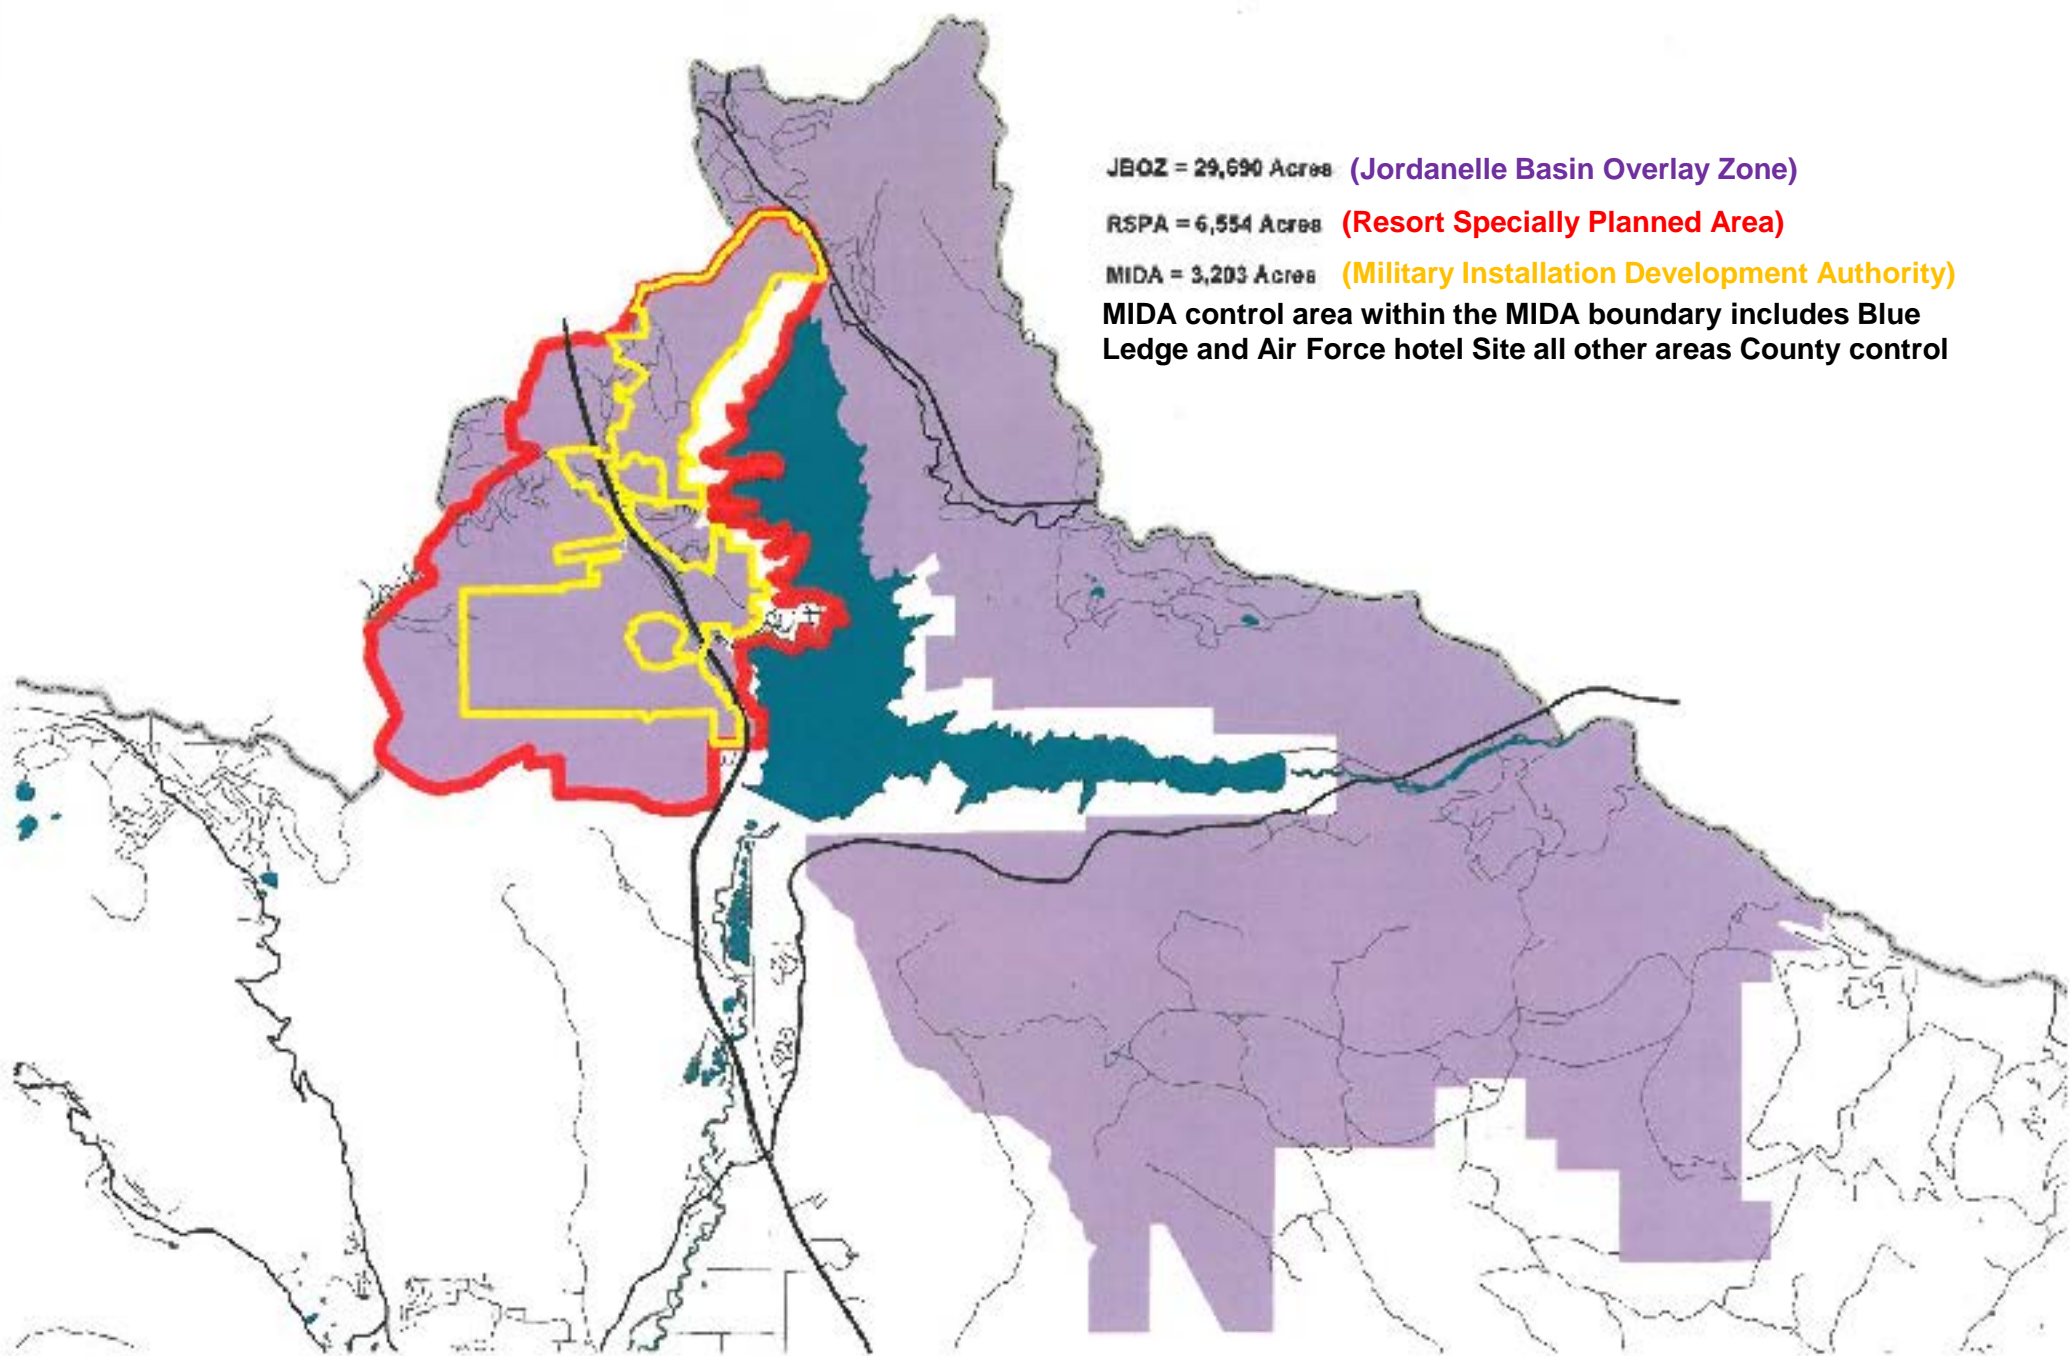 JBOZ = 29,690 Acres (Jordanelle Basin Overlay Zone)
RSPA = 6,554 Acres (Resort Specially Planned Area)
MIDA = 3,203 Acres (Military Installation Development Authority)
MIDA control area within the MIDA boundary includes Blue
Ledge and Air Force hotel Site all other areas County control